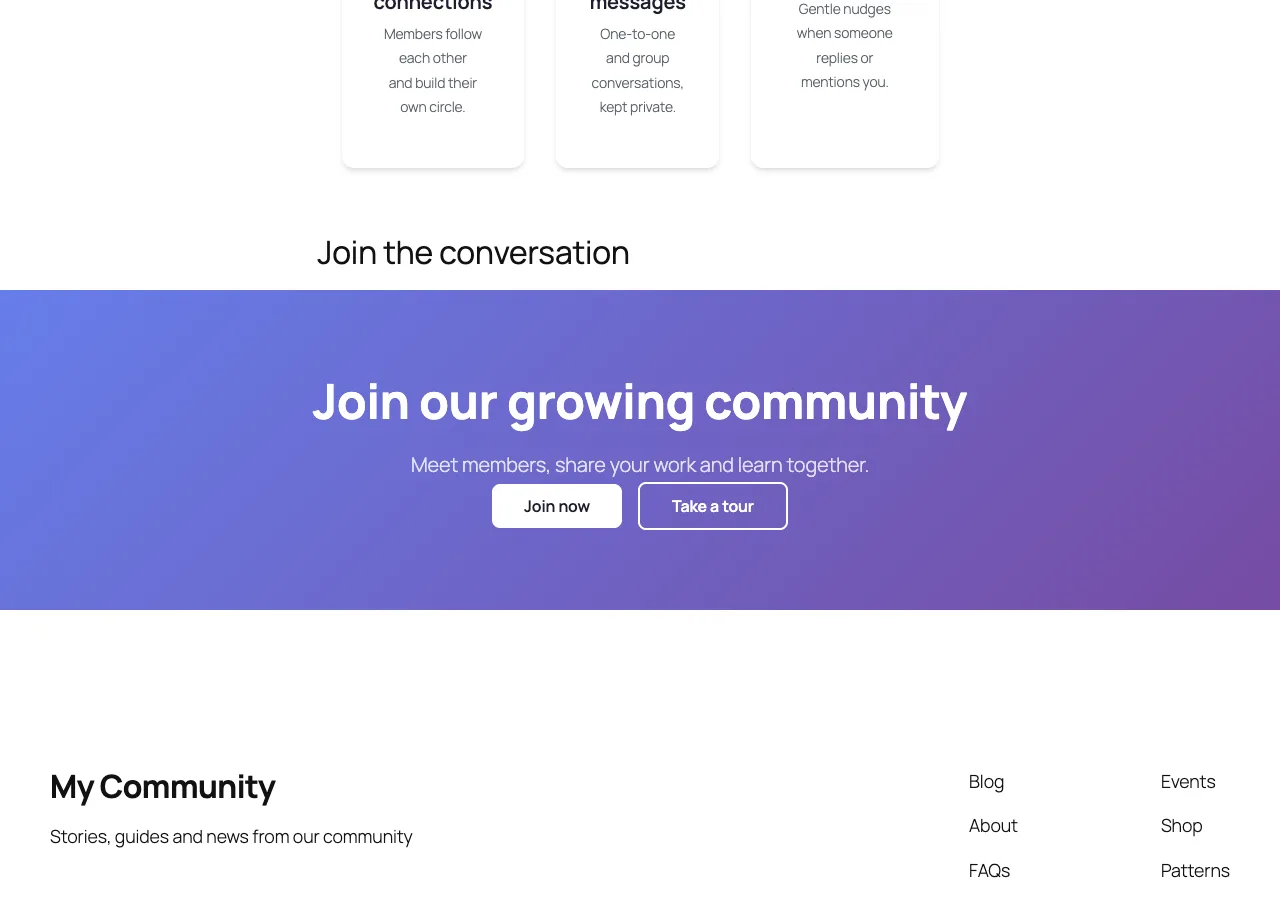 connections
Members follow
each other
and build their
own circle.
messages
One-to-one
and group
conversations,
kept private.
Gentle nudges
when someone
replies or
mentions you.
Join the conversation
Join our growing community
Meet members, share your work and learn together.
Join now
Take a tour
My Community
Stories, guides and news from our community
Blog
About
FAQs
Events
Shop
Patterns